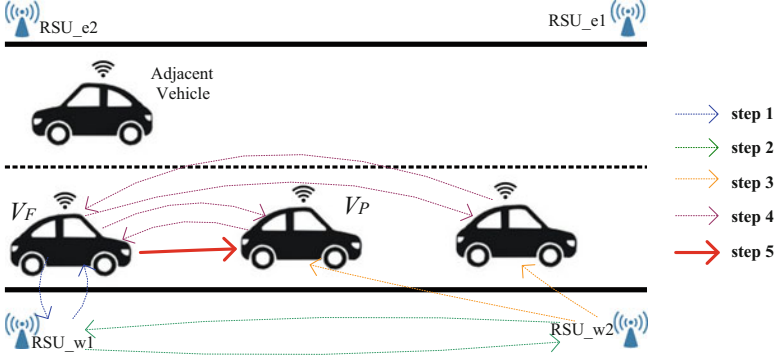 RSU_e2
RSU_e1
Adjacent
Vehicle
step 1
step 2
step 3
step 4
step 5
V_F
V_P
RSU_w1
RSU_w2